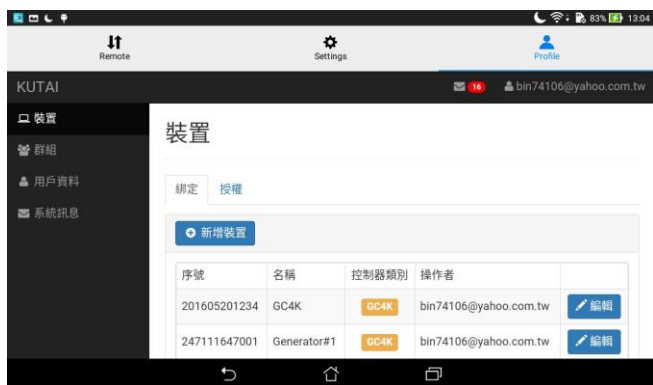 83% 13:04
Remote Settings Profile
KUTAI 16 bin74106@yahoo.com.tw
裝置
群組
用戶資料
系統訊息
裝置
綁定 授權
新增裝置
序號 名稱 控制器類別 操作者
201605201234 GC4K GC4K bin74106@yahoo.com.tw 編輯
247111647001 Generator#1 GC4K bin74106@yahoo.com.tw 編輯